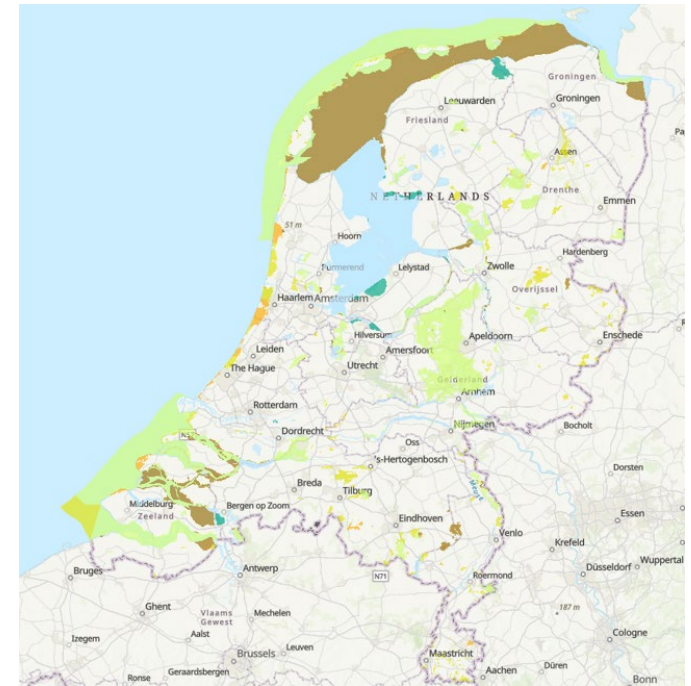 Groningen
Leeuwarden
Groningen
Friesland
Assen
NETHERLANDS
Drenthe
Emmen
51 m
Hoorn
Hardenberg
Purmerend
Lelystad
Zwolle
Overijssel
Haarlem
Amsterdam
Hilversum
Apeldoorn
Enschede
Leiden
Amersfoort
The Hague
Utrecht
Gelderland
Arnhem
Rotterdam
Nijmegen
Bocholt
N57
Dordrecht
Oss
's-Hertogenbosch
Dorsten
Breda
Maas
Middelburg
Bergen op Zoom
Tilburg
Zeeland
Essen
Eindhoven
Venlo
Krefeld
Wuppertal
Bruges
Antwerp
N71
Roermond
Düsseldorf
Ghent
Vlaams
Gewest
Mechelen
187 m
Izegem
Aalst
Cologne
Brussels
Leuven
Maastricht
Aachen
Düren
Ronse
Geraardsbergen
Bonn